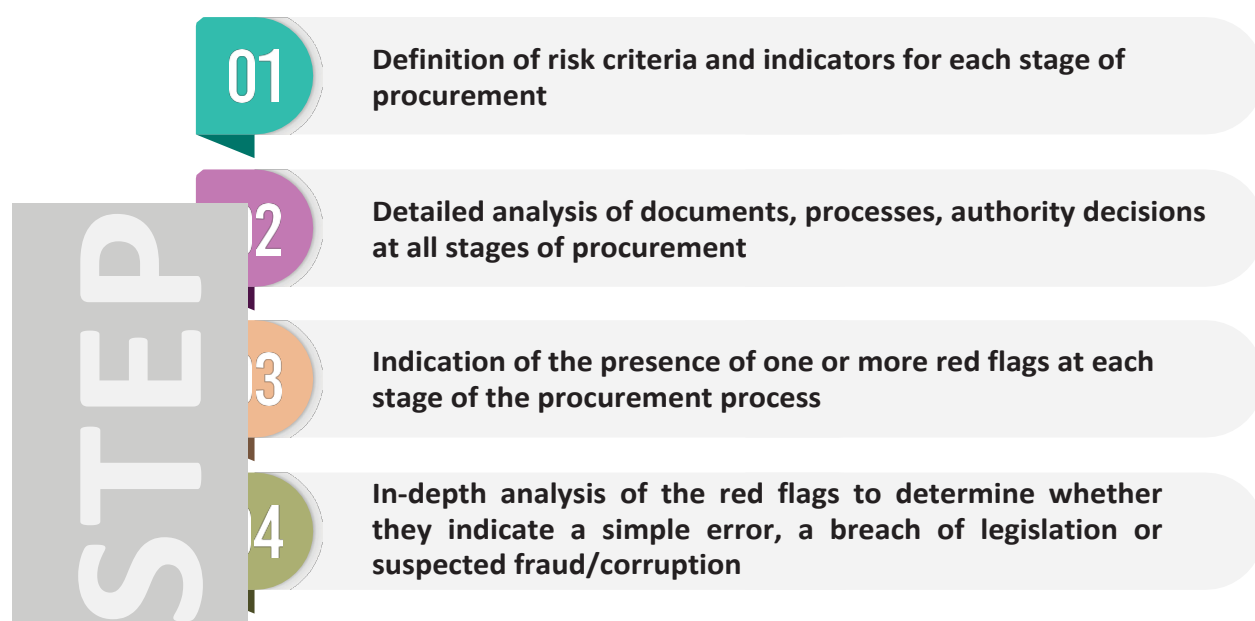 STEP
01
Definition of risk criteria and indicators for each stage of
procurement
02
Detailed analysis of documents, processes, authority decisions
at all stages of procurement
03
Indication of the presence of one or more red flags at each
stage of the procurement process
04
In-depth analysis of the red flags to determine whether
they indicate a simple error, a breach of legislation or
suspected fraud/corruption